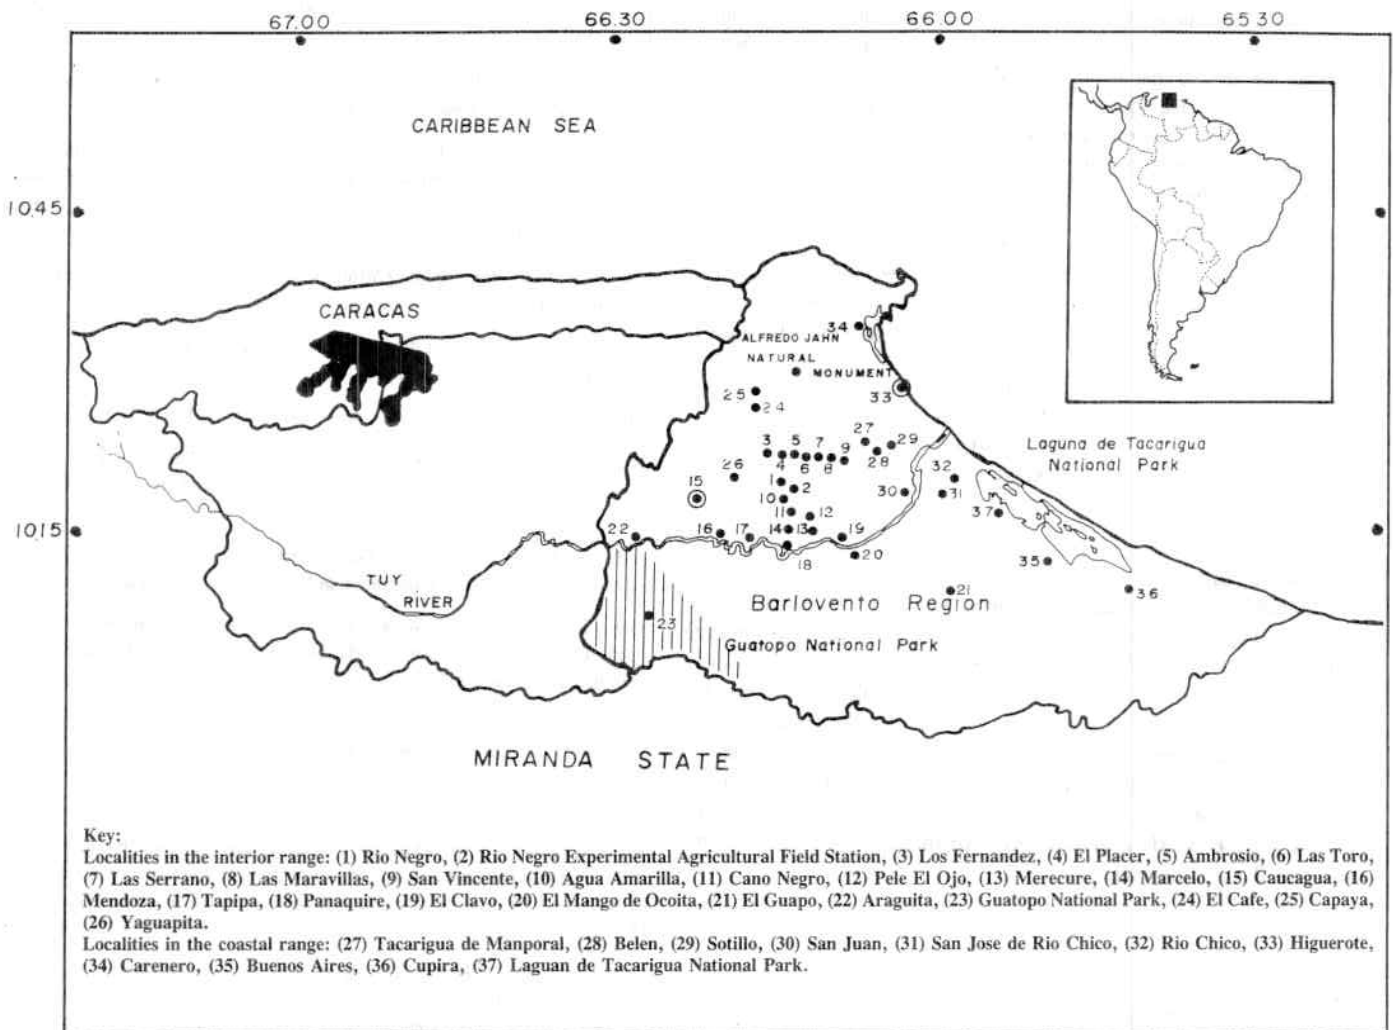 67.00 66.30 66.00 65 30
CARIBBEAN SEA
10.45
CARACAS
34
ALFREDO JAHN
NATURAL
MONUMENT
25
33
24
27
29
3 5 7
9
Laguna de Tacarigua
National Park
4 6 8
28
26
32
15
1
2
30
31
10
37
11
12
10.15
22
16 17
14 13
19
18
20
35
TUY
RIVER
21
36
Barlovento Region
23
Guatopo National Park
MIRANDA STATE
Key:
Localities in the interior range: (1) Rio Negro, (2) Rio Negro Experimental Agricultural Field Station, (3) Los Fernandez, (4) El Placer, (5) Ambrosio, (6) Las Toro,
(7) Las Serrano, (8) Las Maravillas, (9) San Vincente, (10) Agua Amarilla, (11) Cano Negro, (12) Pele El Ojo, (13) Merecure, (14) Marcelo, (15) Caucagua, (16)
Mendoza, (17) Tapipa, (18) Panaquire, (19) El Clavo, (20) El Mango de Ocoita, (21) El Guapo, (22) Araguita, (23) Guatopo National Park, (24) El Cafe, (25) Capaya,
(26) Yaguapita.
Localities in the coastal range: (27) Tacarigua de Manporal, (28) Belen, (29) Sotillo, (30) San Juan, (31) San Jose de Rio Chico, (32) Rio Chico, (33) Higuerote,
(34) Carenero, (35) Buenos Aires, (36) Cupira, (37) Laguan de Tacarigua National Park.